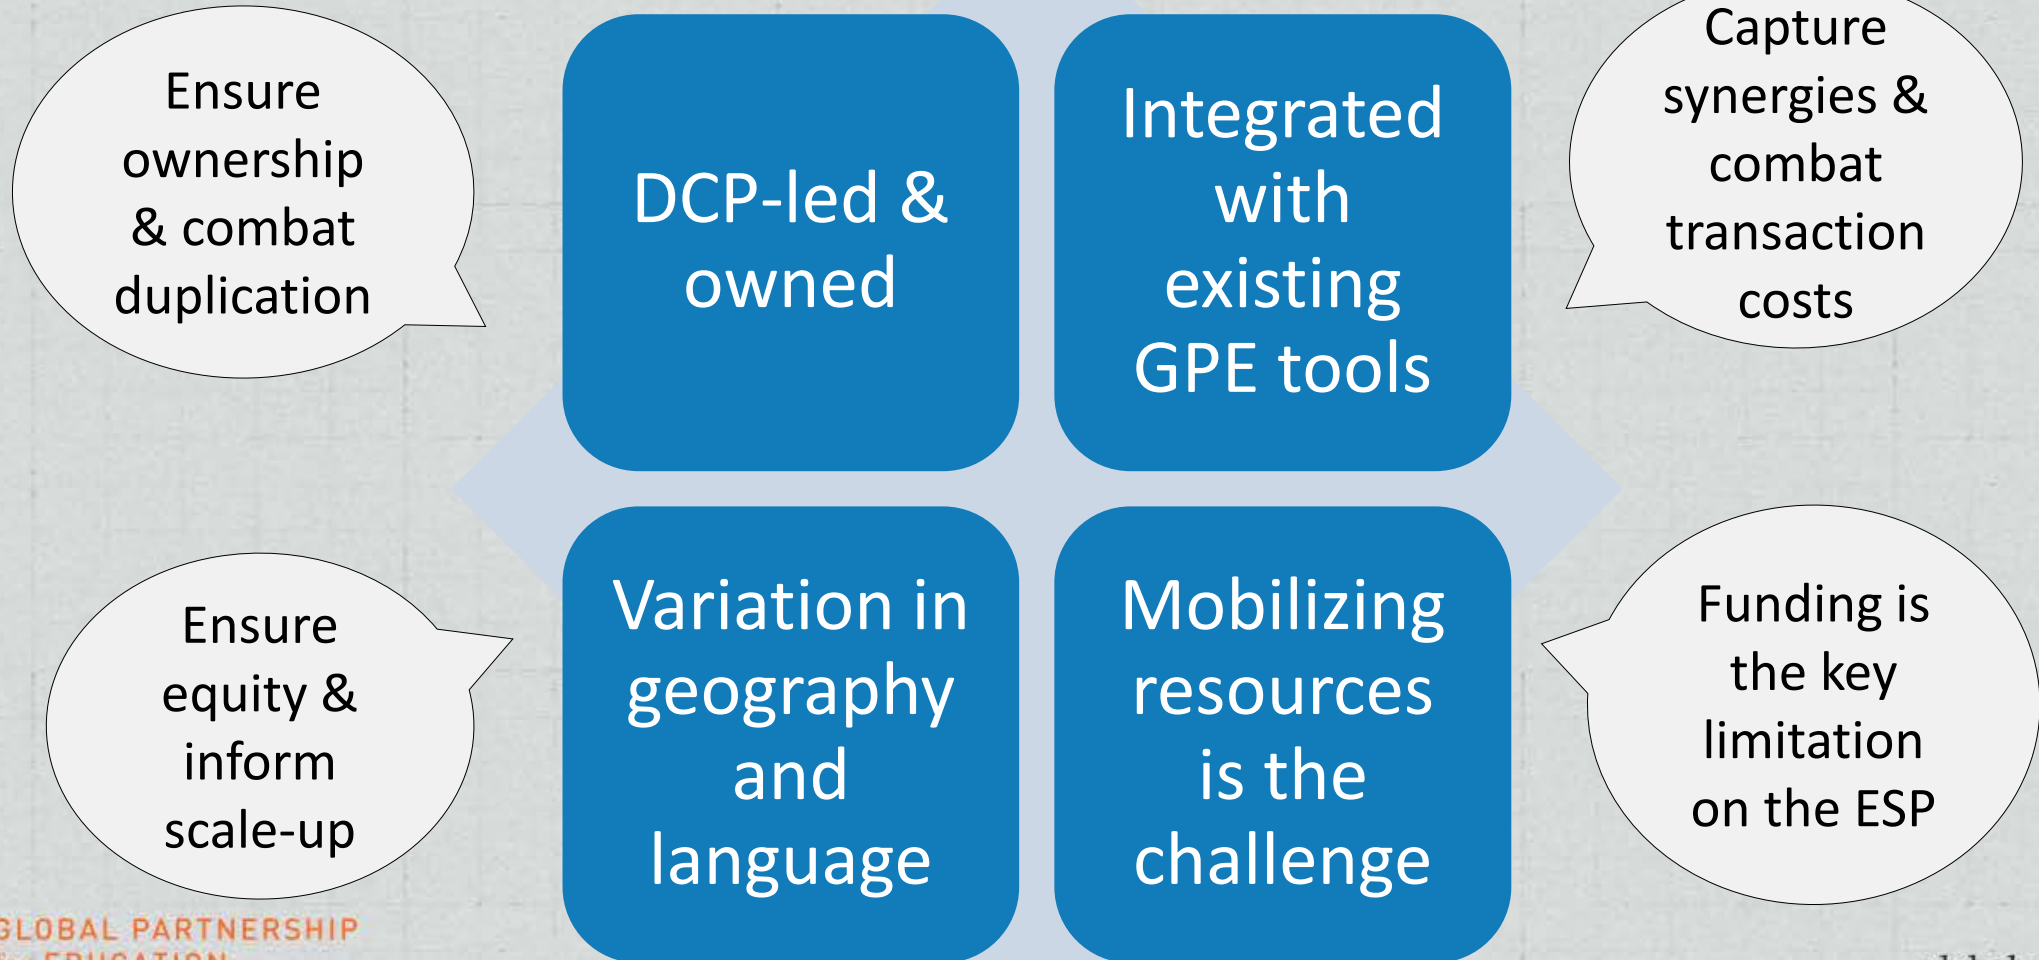 Ensure
ownership
& combat
duplication
DCP-led &
owned
Integrated
with
existing
GPE tools
Capture
synergies &
combat
transaction
costs
Ensure
equity &
inform
scale-up
Variation in
geography
and
language
Mobilizing
resources
is the
challenge
Funding is
the key
limitation
on the ESP
GLOBAL PARTNERSHIP
EDUCATION